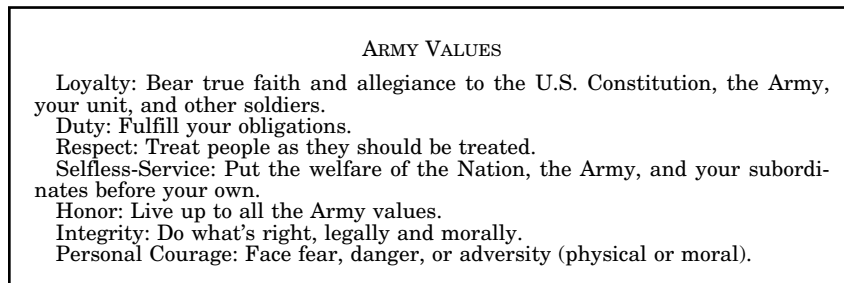 ARMY VALUES
Loyalty: Bear true faith and allegiance to the U.S. Constitution, the Army,
your unit, and other soldiers.
Duty: Fulfill your obligations.
Respect: Treat people as they should be treated.
Selfless-Service: Put the welfare of the Nation, the Army, and your subordi-
nates before your own.
Honor: Live up to all the Army values.
Integrity: Do what's right, legally and morally.
Personal Courage: Face fear, danger, or adversity (physical or moral).